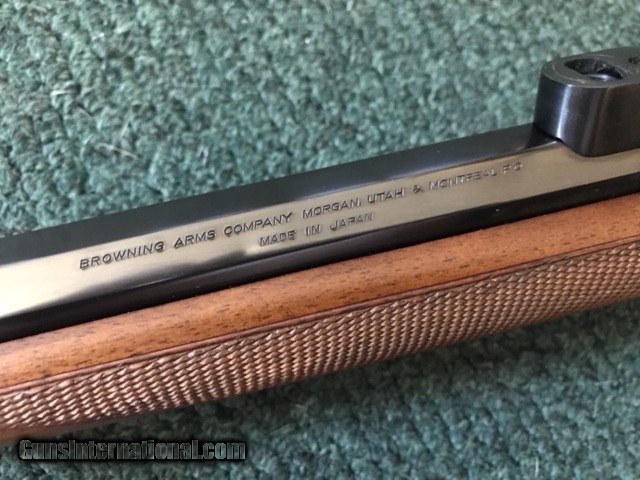 BROWNING ARMS COMPANY MORGAN, UTAH & MONTREAL P.Q.
MADE IN JAPAN
GunsInternational.com